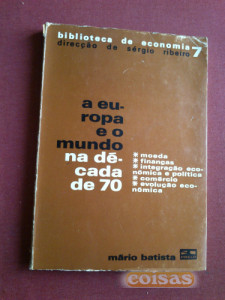 biblioteca de economia
direcção de sérgio ribeiro 7
a eu-
ropa
e o
mundo
na dé-
cada
de 70
* moeda
* finanças
* integração eco-
nómica e política
* comércio
* evolução eco-
nómica
mário batista
coisas